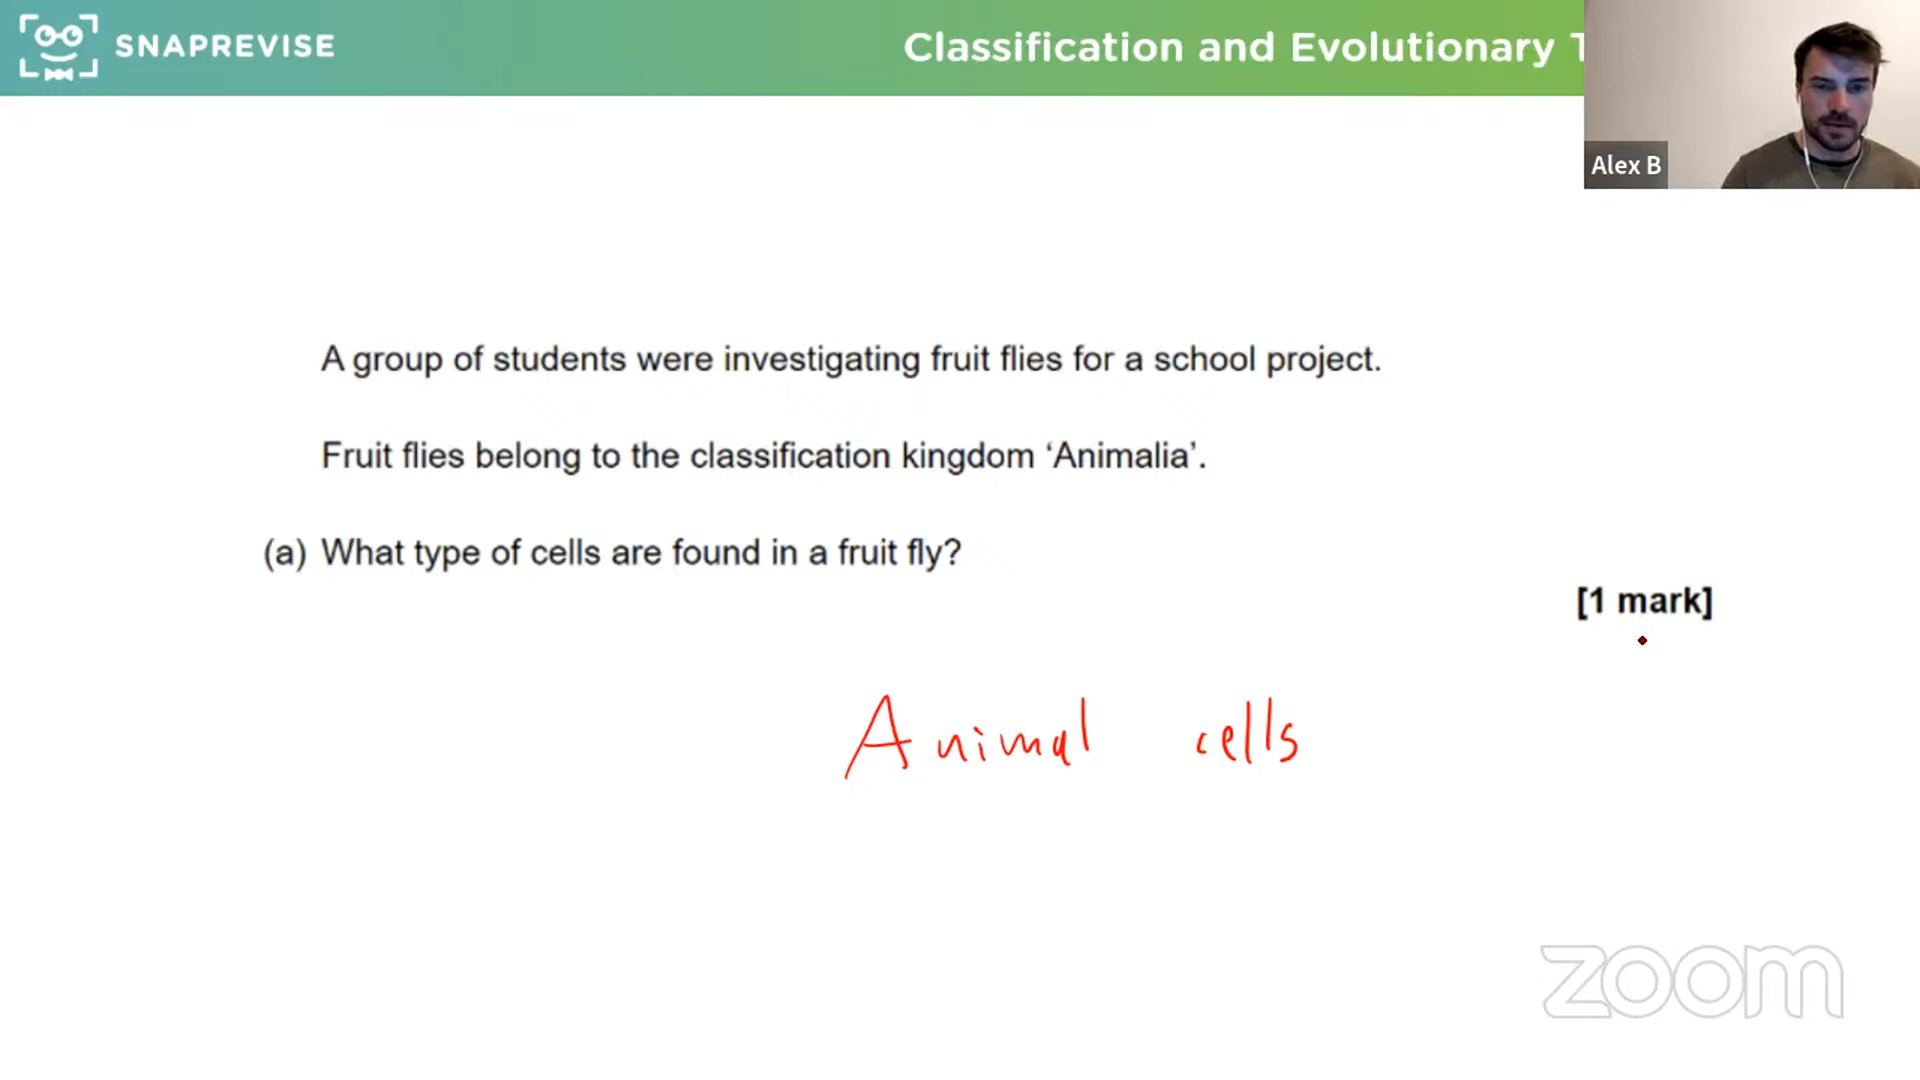 SNAPREVISE
Classification and Evolutionary T
Alex B
A group of students were investigating fruit flies for a school project.
Fruit flies belong to the classification kingdom ‘Animalia’.
(a) What type of cells are found in a fruit fly?
[1 mark]
Animal cells
zoom